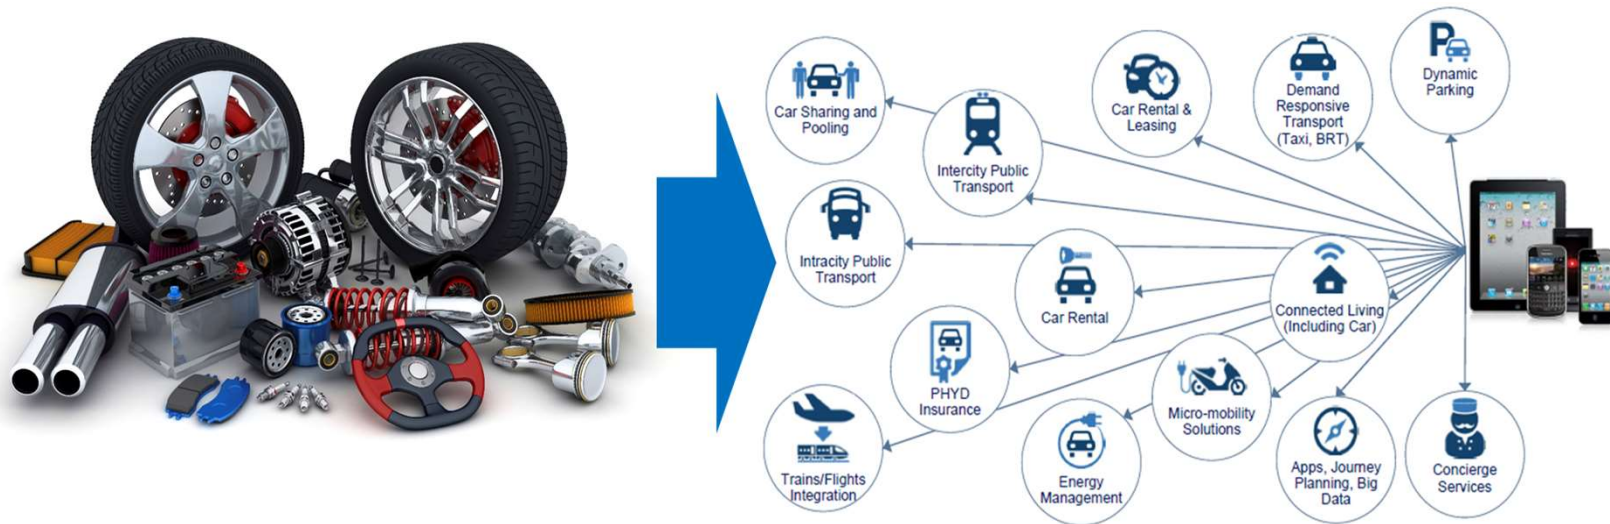 Car Sharing and
Pooling
Intercity Public
Transport
Car Rental &
Leasing
Demand
Responsive
Transport
(Taxi, BRT)
P
Dynamic
Parking
Intracity Public
Transport
Car Rental
Connected Living
(Including Car)
PHYD
Insurance
Micro-mobility
Solutions
Trains/Flights
Integration
Energy
Management
Apps, Journey
Planning, Big
Data
Concierge
Services